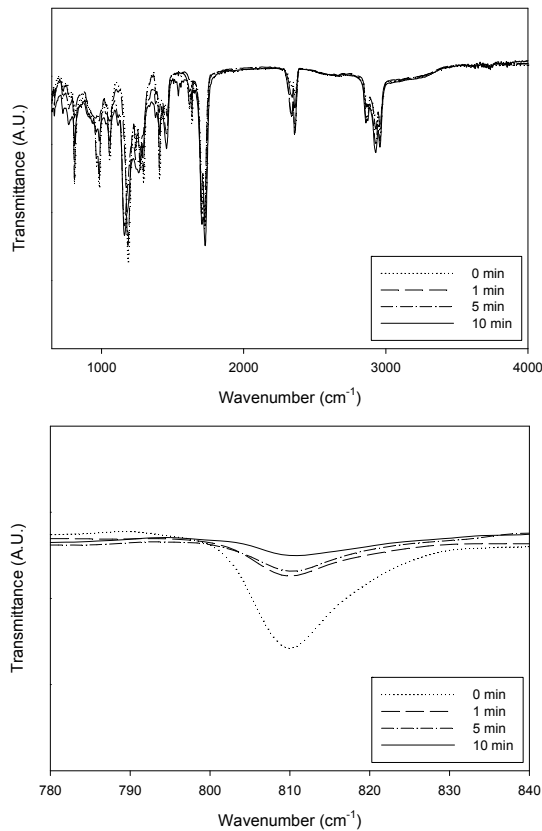 Transmittance (A.U.)
0 min
1 min
5 min
10 min
1000 2000 3000 4000
Wavenumber (cm-1)
Transmittance (A.U.)
0 min
1 min
5 min
10 min
780 790 800 810 820 830 840
Wavenumber (cm-1)